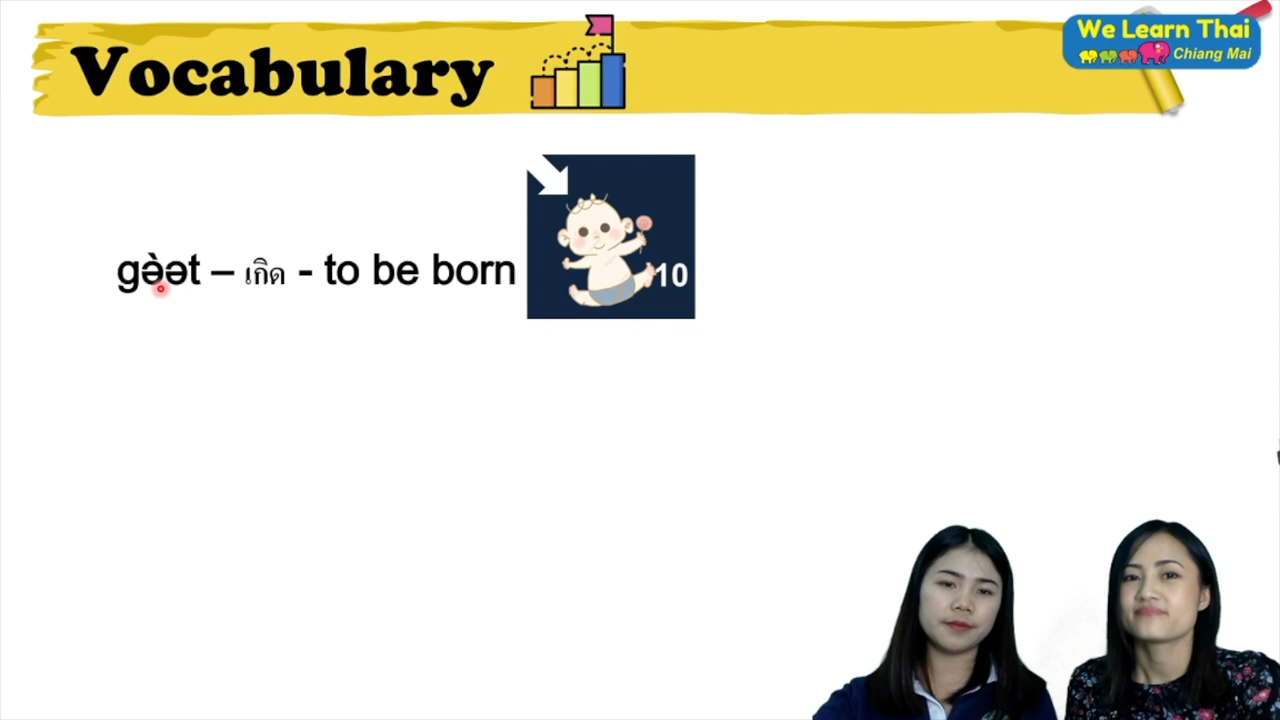 Vocabulary
We Learn Thai
Chiang Mai
gə̀ət – เกิด - to be born
10